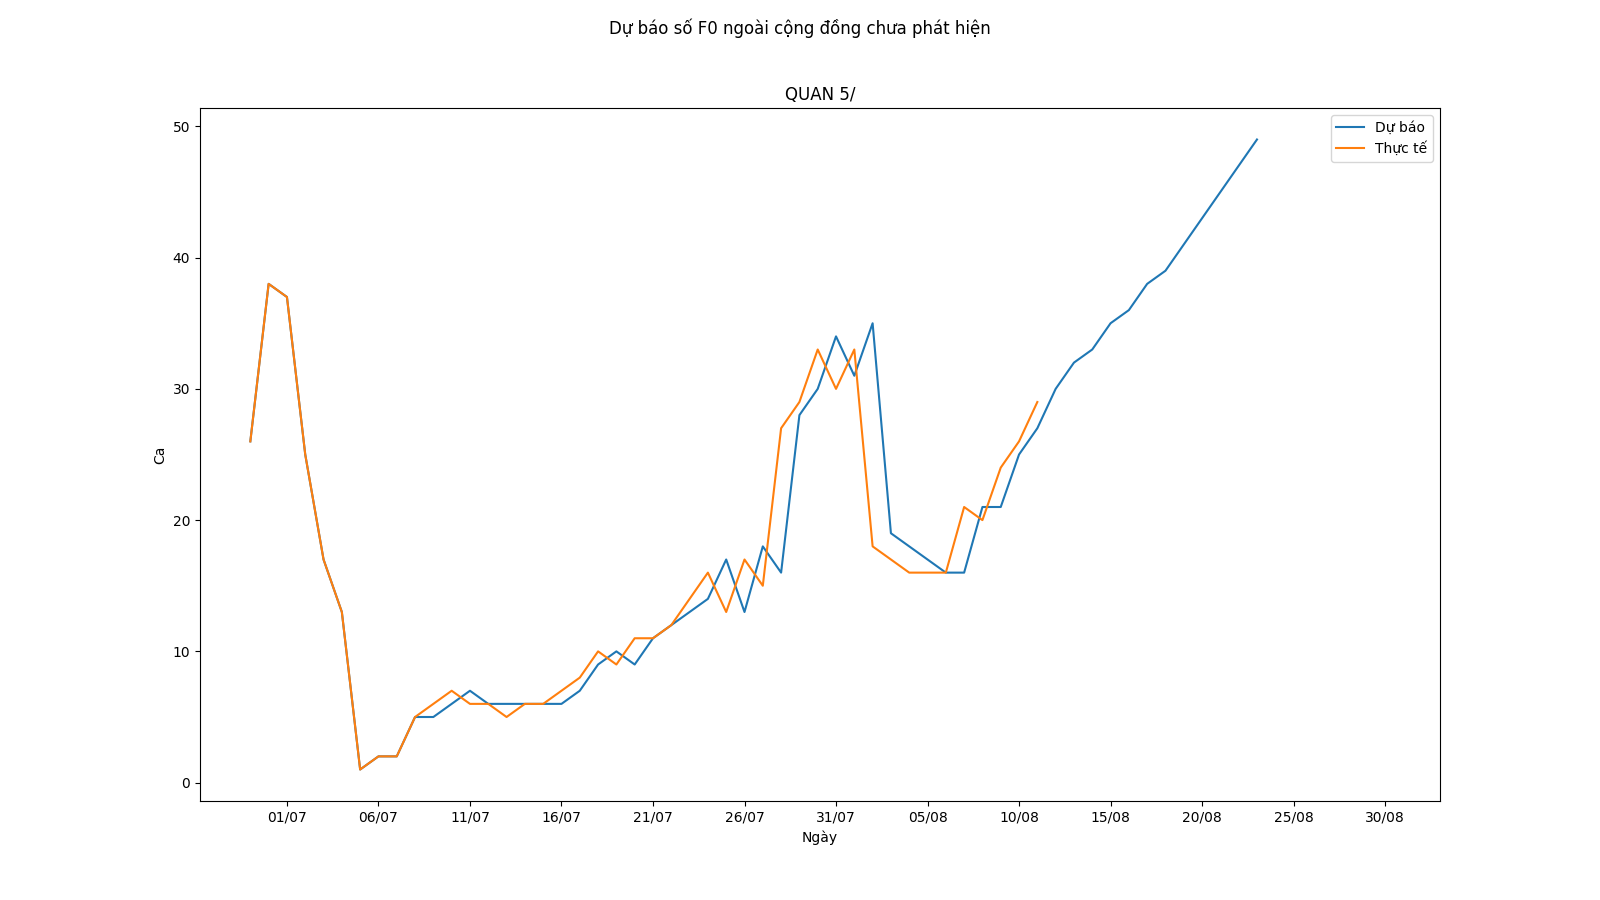 Dự báo số F0 ngoài cộng đồng chưa phát hiện
QUAN 5/
Dự báo
Thực tế
50
40
30
20
10
0
Ca
01/07 06/07 11/07 16/07 21/07 26/07 31/07 05/08 10/08 15/08 20/08 25/08 30/08
Ngày